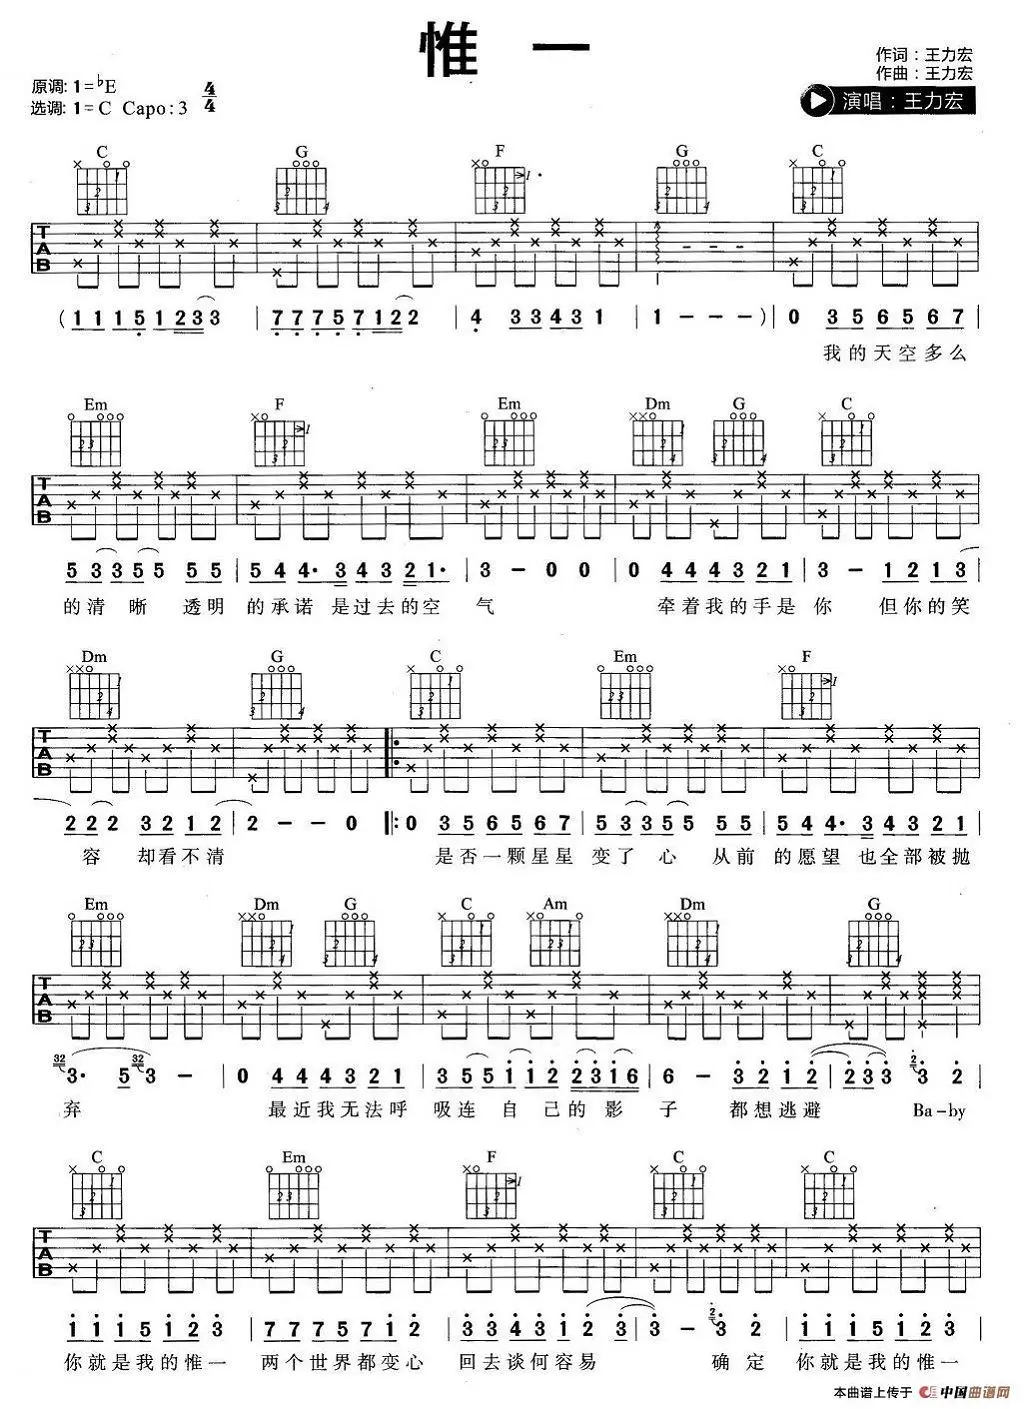 惟 一
作词：王力宏
原调: 1=♭E 4/4 作曲：王力宏
选调: 1=C Capo: 3 演唱：王力宏
C G F G C
T
A
B
(1 1 1 5 1 2 3 3 | 7 7 7 5 7 1 2 2 | 4 3 3 4 3 1 | 1 - - - ) | 0 3 5 6 5 6 7 |
我的天空多么
Em F Em Dm G C
T
A
B
5 3 3 5 5 5 5 | 5 4 4· 3 4 3 2 1· | 3 - 0 0 | 0 4 4 4 3 2 1 | 3 - 1 2 1 3 |
的清 晰 透明 的承诺 是过去的空 气 牵着我的手是 你 但你的笑
Dm G C Em F
T
A
B
2 2 2 3 2 1 2 | 2 - - 0 ‖: 0 3 5 6 5 6 7 | 5 3 3 5 5 5 5 | 5 4 4· 3 4 3 2 1 |
容 却看不清 是否一颗星星 变了 心 从前 的愿望 也全部被抛
Em Dm G C Am Dm G
T
A
B
32 3· 5 32 3 - | 0 4 4 4 3 2 1 | 3 5 5 1 1 2 2 3 1 6 | 6 - 3 2 1 2 | 2 3 3 2 3 2 |
弃 最近我无法呼 吸连 自 己的 影 子 都想逃避 Ba-by
C Em F C C
T
A
B
1 1 1 5 1 2 3 | 7 7 7 5 7 1 2 | 3 3 4 3 1 2 3 | 3 - 2 3 2 | 1 1 1 5 1 2 3 |
你就是我的惟一 两个世界都变心 回去谈何容易 确 定 你就是我的惟一
本曲谱上传于 中国曲谱网